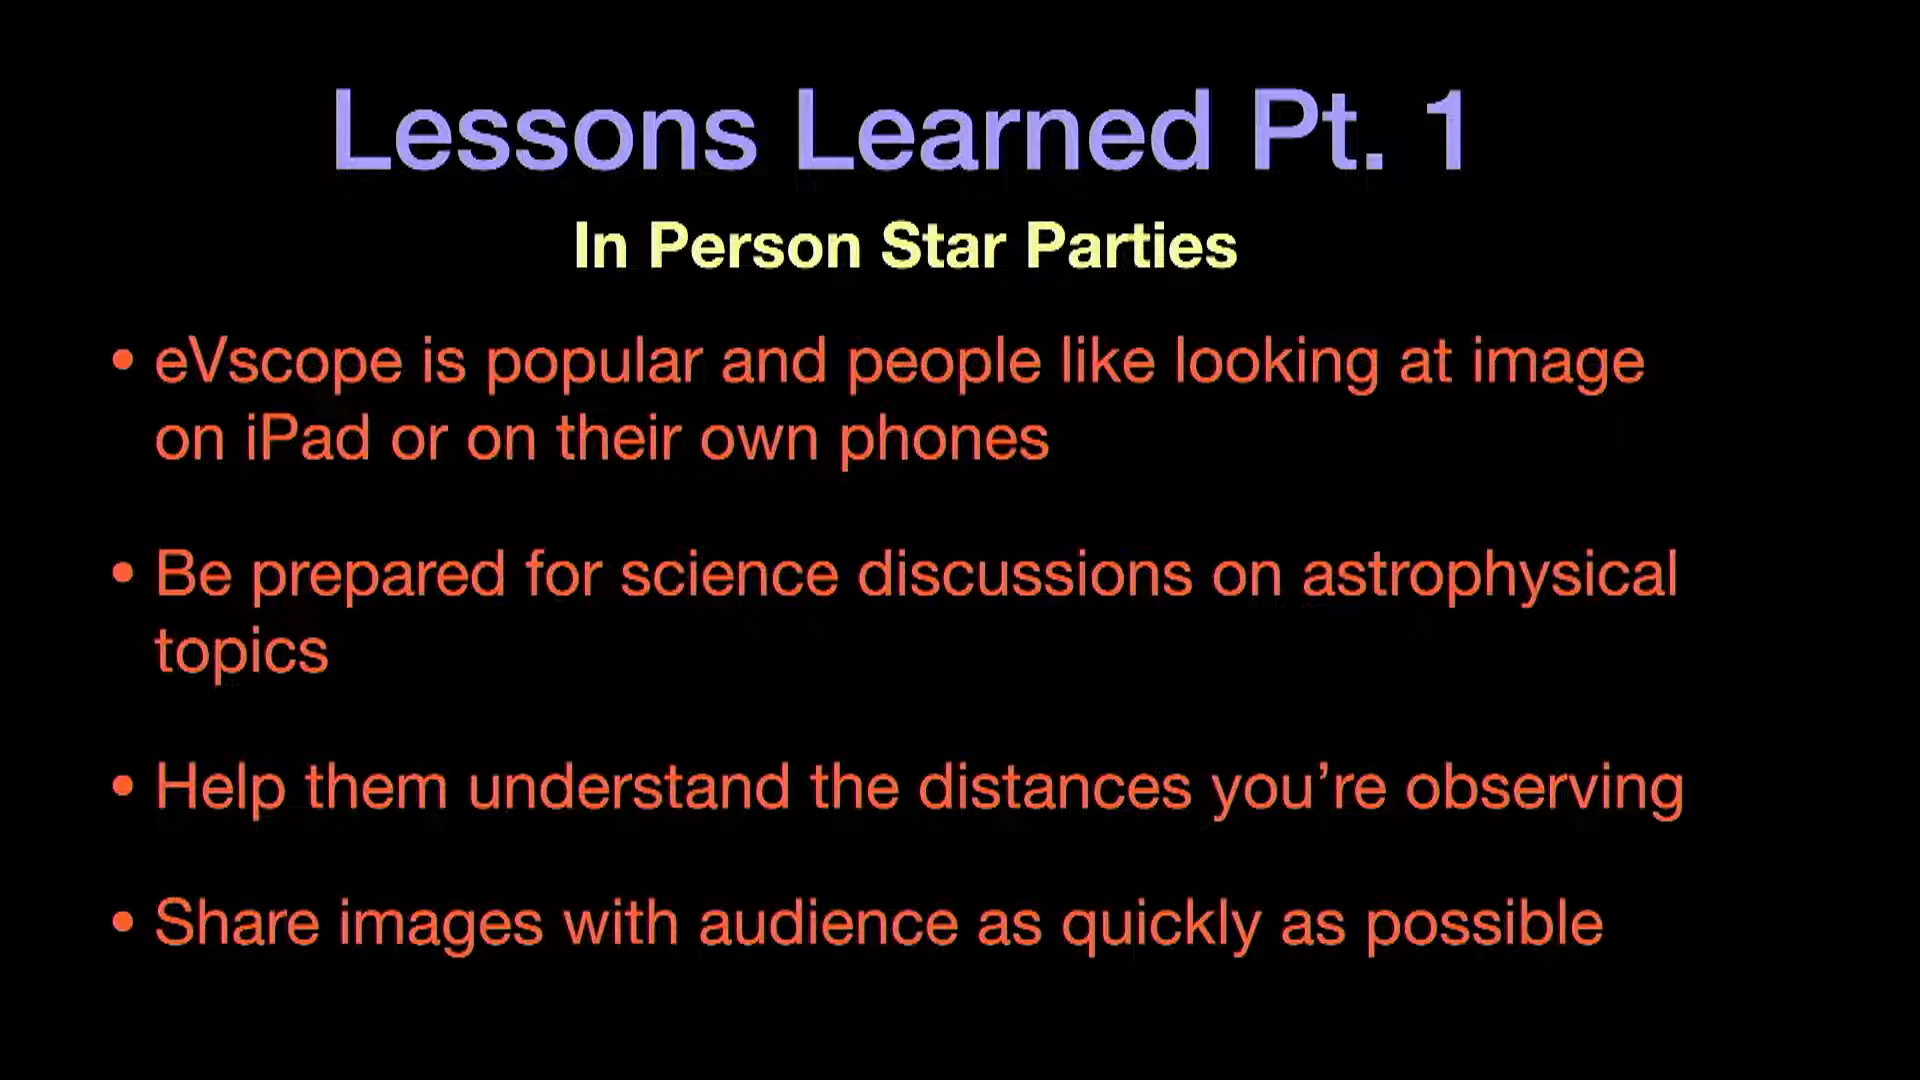 Lessons Learned Pt. 1
In Person Star Parties
• eVscope is popular and people like looking at image
on iPad or on their own phones
• Be prepared for science discussions on astrophysical
topics
• Help them understand the distances you’re observing
• Share images with audience as quickly as possible